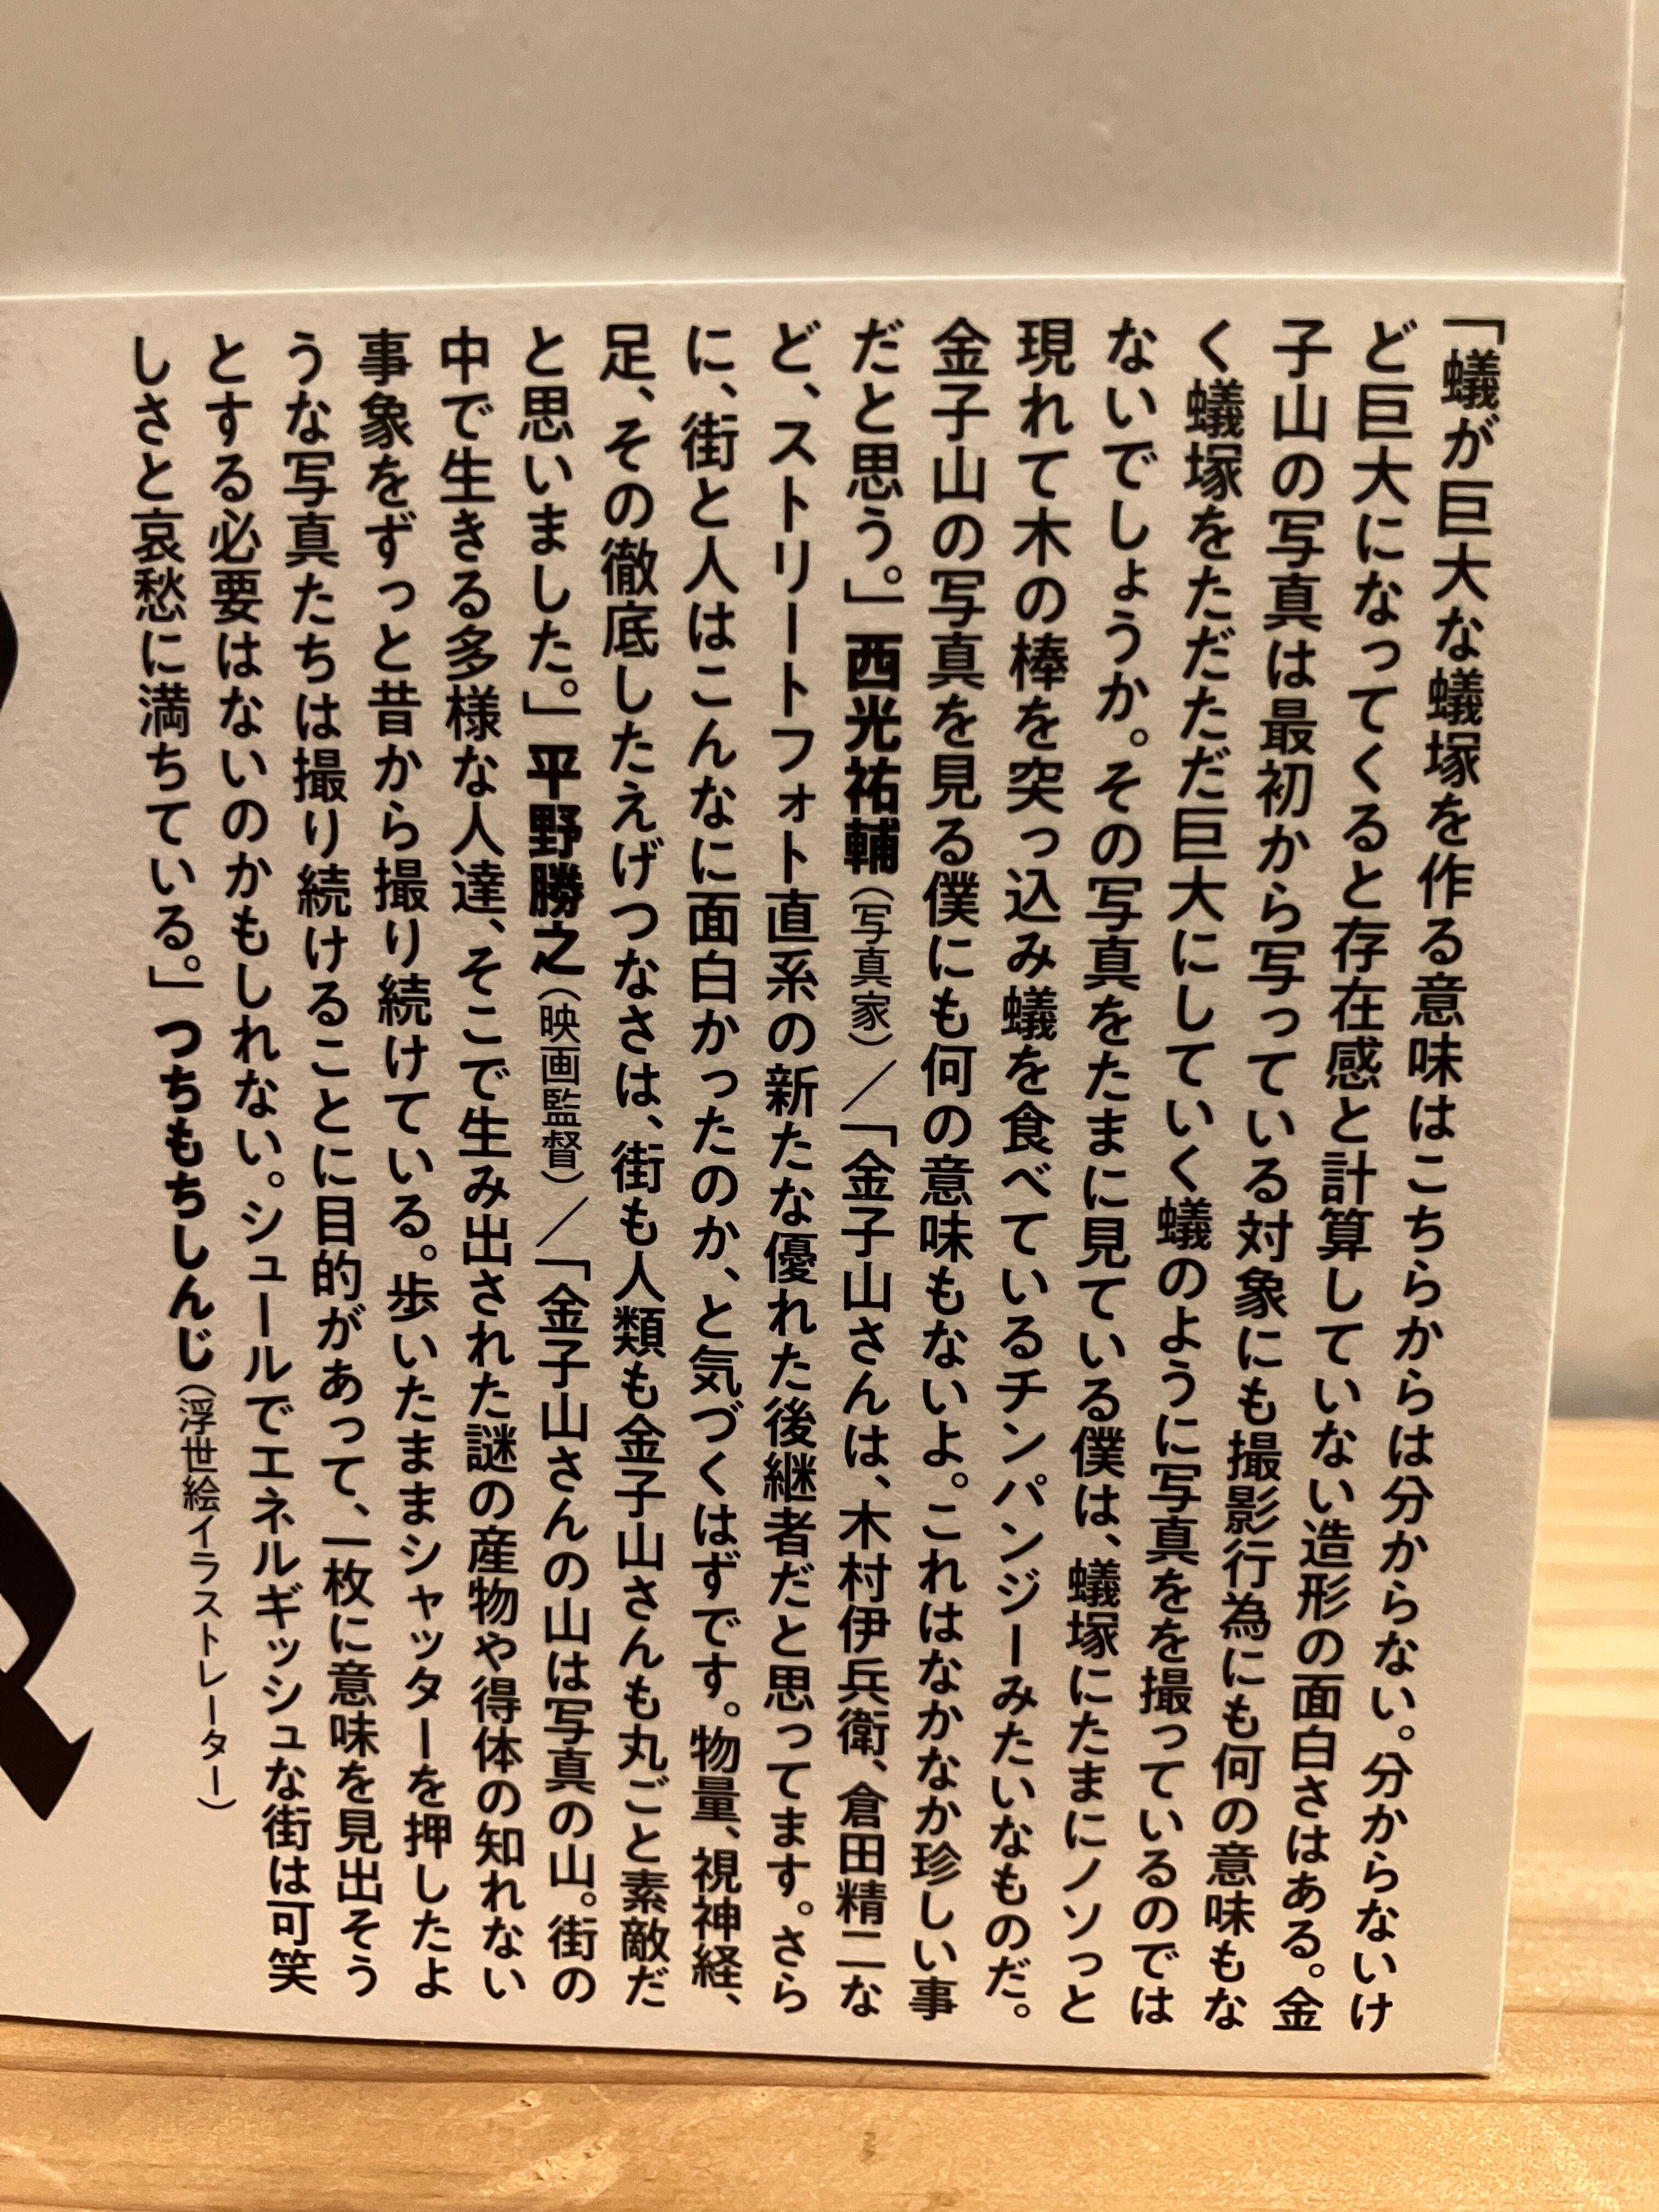 「蟻が巨大な蟻塚を作る意味はこちらからは分からない。分からないけ
ど巨大になってくると存在感と計算していない造形の面白さはある。金
子山の写真は最初から写っている対象にも撮影行為にも何の意味もな
く蟻塚をただただ巨大にしていく蟻のように写真をを撮っているのでは
ないでしょうか。その写真をたまに見ている僕は、蟻塚にたまにノソっと
現れて木の棒を突っ込み蟻を食べているチンパンジーみたいなものだ。
金子山の写真を見る僕にも何の意味もないよ。これはなかなか珍しい事
だと思う。」西光祐輔（写真家）／「金子山さんは、木村伊兵衛、倉田精二な
ど、ストリートフォト直系の新たな優れた後継者だと思ってます。さら
に、街と人はこんなに面白かったのか、と気づくはずです。物量、視神経、
足、その徹底したえげつなさは、街も人類も金子山さんも丸ごと素敵だ
と思いました。」平野勝之（映画監督）／「金子山さんの山は写真の山。街の
中で生きる多様な人達、そこで生み出された謎の産物や得体の知れない
事象をずっと昔から撮り続けている。歩いたままシャッターを押したよ
うな写真たちは撮り続けることに目的があって、一枚に意味を見出そう
とする必要はないのかもしれない。シュールでエネルギッシュな街は可笑
しさと哀愁に満ちている。」つちもちしんじ（浮世絵イラストレーター）